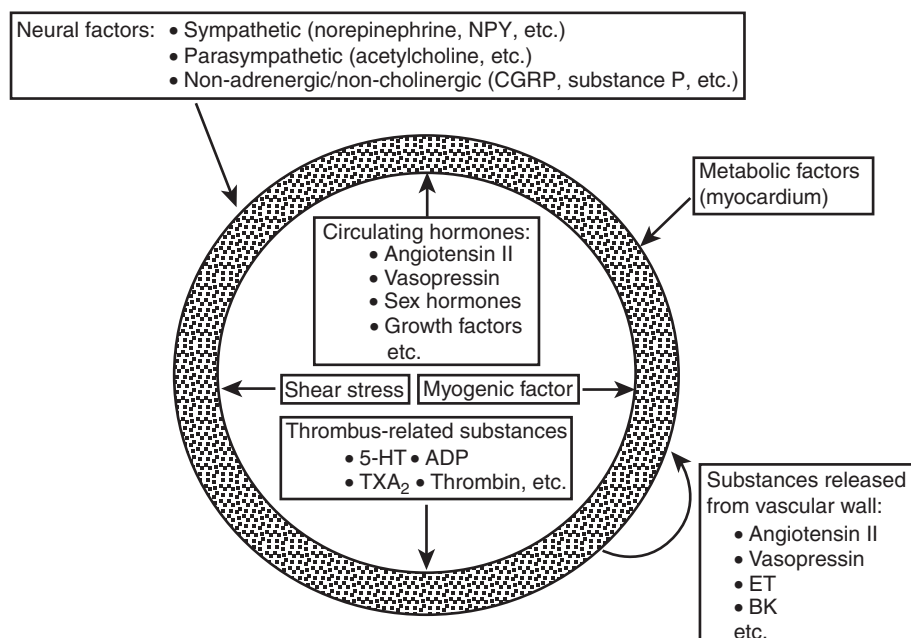 Neural factors: • Sympathetic (norepinephrine, NPY, etc.)
• Parasympathetic (acetylcholine, etc.)
• Non-adrenergic/non-cholinergic (CGRP, substance P, etc.)
Metabolic factors
(myocardium)
Circulating hormones:
• Angiotensin II
• Vasopressin
• Sex hormones
• Growth factors
etc.
Shear stress
Myogenic factor
Thrombus-related substances
• 5-HT • ADP
• TXA₂ • Thrombin, etc.
Substances released
from vascular wall:
• Angiotensin II
• Vasopressin
• ET
• BK
etc.